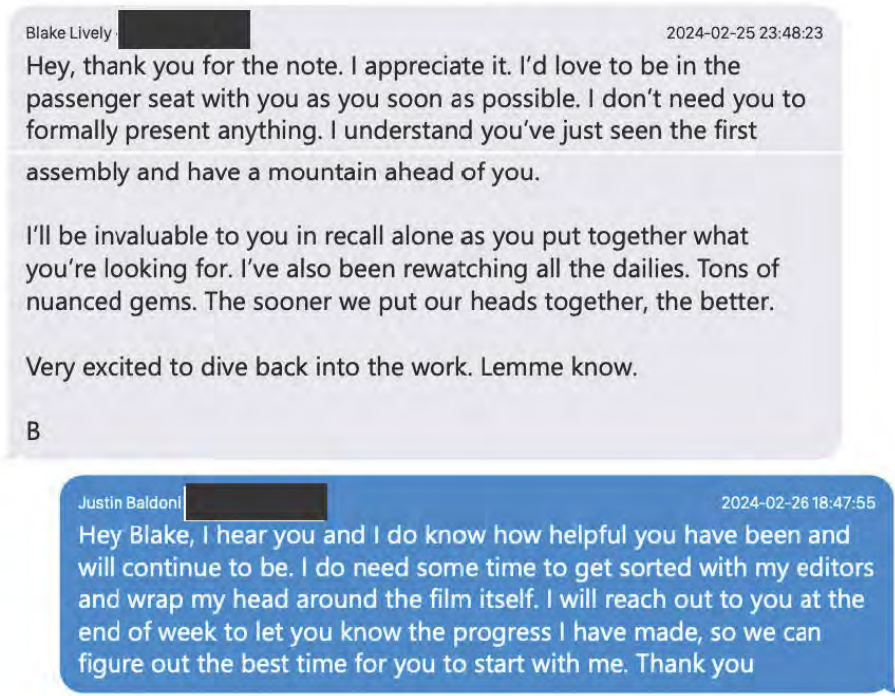 Blake Lively
2024-02-25 23:48:23
Hey, thank you for the note. I appreciate it. I'd love to be in the
passenger seat with you as you soon as possible. I don't need you to
formally present anything. I understand you've just seen the first
assembly and have a mountain ahead of you.
I'll be invaluable to you in recall alone as you put together what
you're looking for. I've also been rewatching all the dailies. Tons of
nuanced gems. The sooner we put our heads together, the better.
Very excited to dive back into the work. Lemme know.
B
Justin Baldoni
2024-02-26 18:47:55
Hey Blake, I hear you and I do know how helpful you have been and
will continue to be. I do need some time to get sorted with my editors
and wrap my head around the film itself. I will reach out to you at the
end of week to let you know the progress I have made, so we can
figure out the best time for you to start with me. Thank you